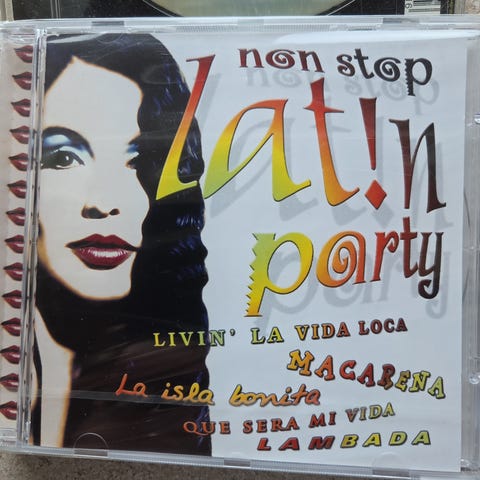 non stop
lat!n
party
LIVIN' LA VIDA LOCA
MACARENA
La isla bonita
QUE SERA MI VIDA
LAMBADA